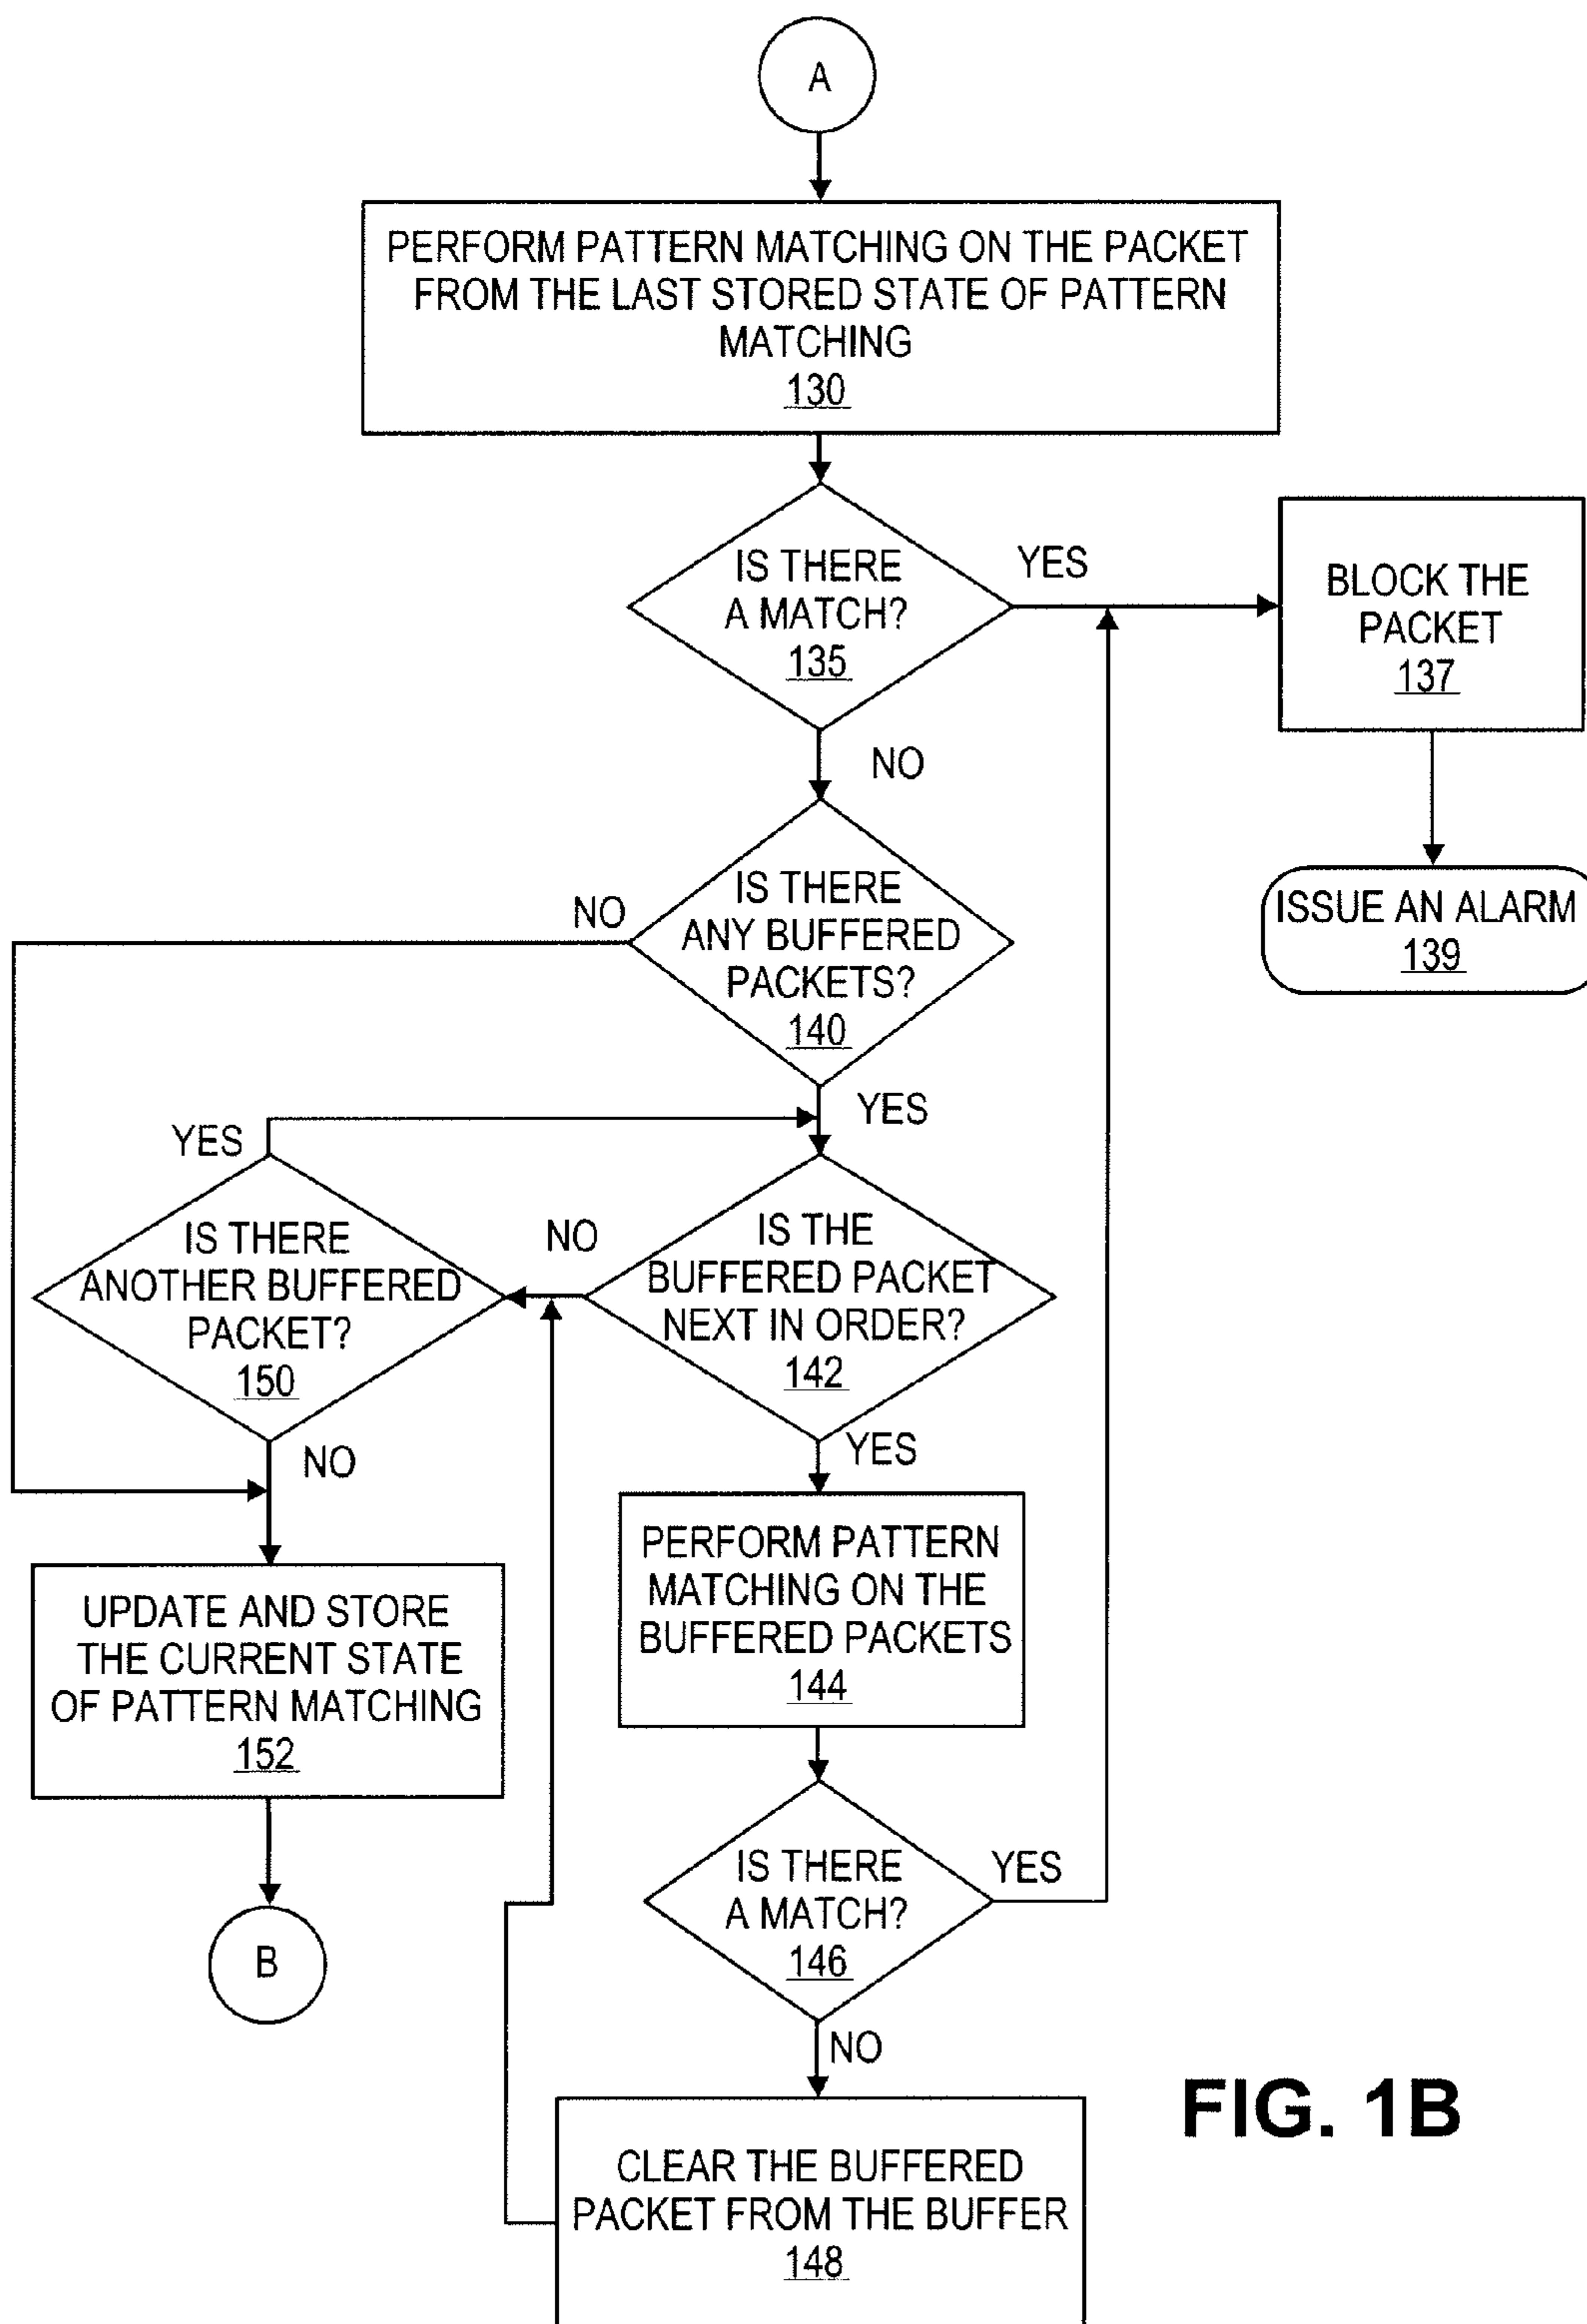 A
PERFORM PATTERN MATCHING ON THE PACKET
FROM THE LAST STORED STATE OF PATTERN
MATCHING
130
IS THERE
A MATCH?
135
YES
BLOCK THE
PACKET
137
NO
ISSUE AN ALARM
139
IS THERE
ANY BUFFERED
PACKETS?
140
NO
YES
YES
IS THERE
ANOTHER BUFFERED
PACKET?
150
NO
IS THE
BUFFERED PACKET
NEXT IN ORDER?
142
NO
YES
PERFORM PATTERN
MATCHING ON THE
BUFFERED PACKETS
144
UPDATE AND STORE
THE CURRENT STATE
OF PATTERN MATCHING
152
B
IS THERE
A MATCH?
146
YES
NO
CLEAR THE BUFFERED
PACKET FROM THE BUFFER
148
FIG. 1B